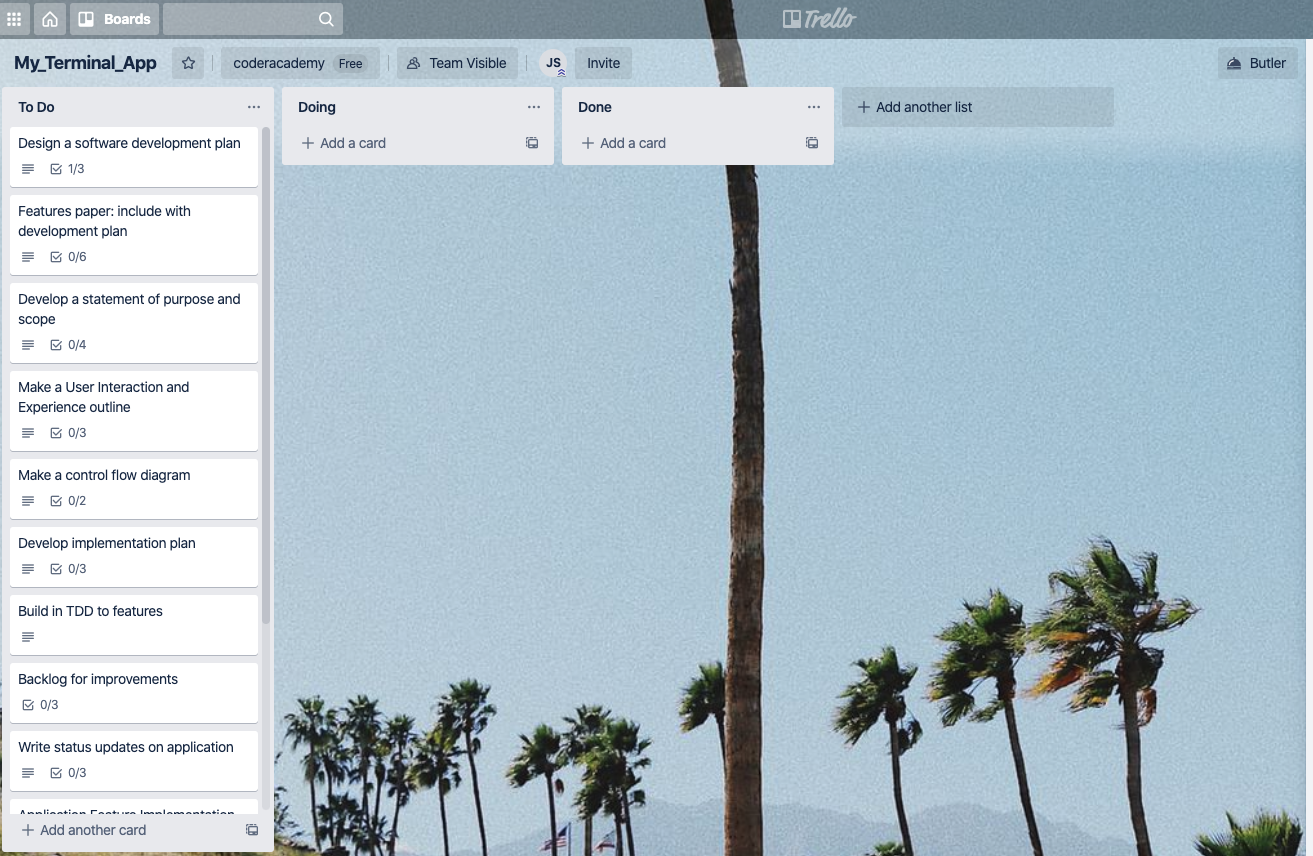 Boards
Trello
My_Terminal_App
coderacademy Free
Team Visible
JS
Invite
Butler
To Do
Design a software development plan
1/3
Features paper: include with
development plan
0/6
Develop a statement of purpose and
scope
0/4
Make a User Interaction and
Experience outline
0/3
Make a control flow diagram
0/2
Develop implementation plan
0/3
Build in TDD to features
Backlog for improvements
0/3
Write status updates on application
0/3
Application Feature Implementation
+ Add another card
Doing
+ Add a card
Done
+ Add a card
+ Add another list